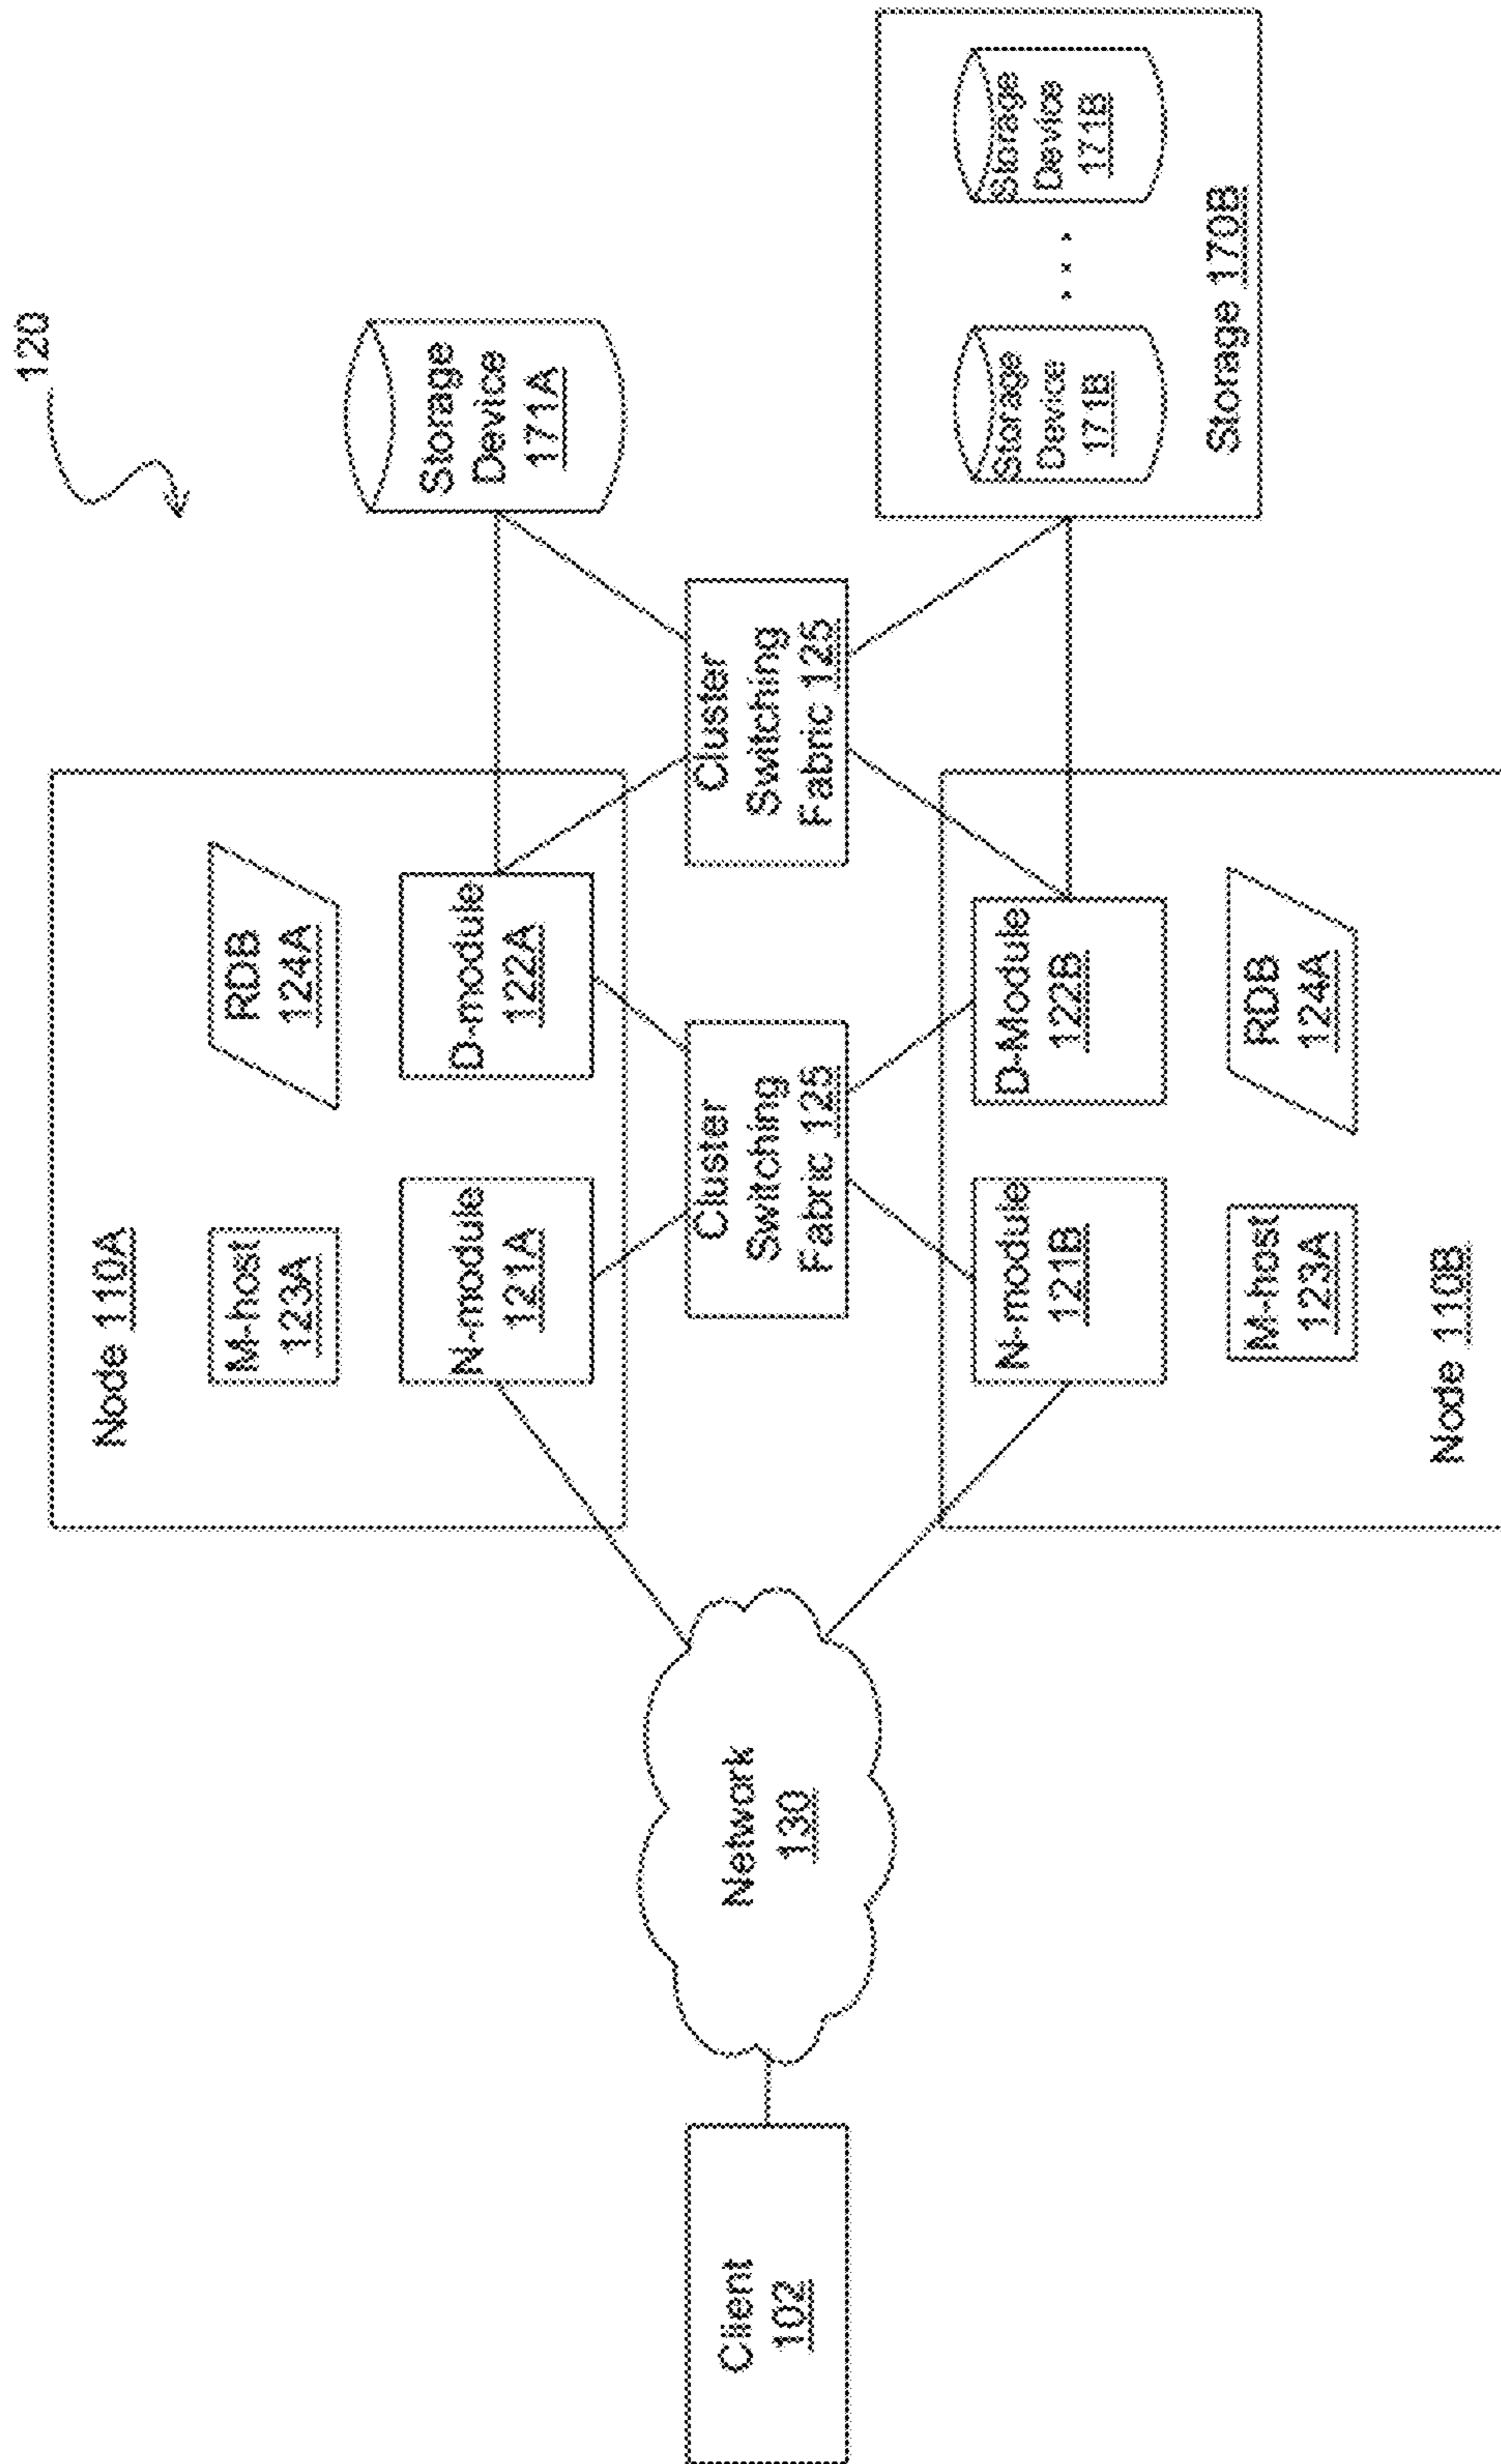 120
Node 110A
M-host
123A
RDB
124A
N-module
121A
D-module
122A
Storage
Device
171A
Client
102
Network
130
Cluster
Switching
Fabric 125
Cluster
Switching
Fabric 125
N-module
121B
D-Module
122B
Storage
Device
171B
Storage
Device
171B
Storage 170B
M-host
123A
RDB
124A
Node 110B